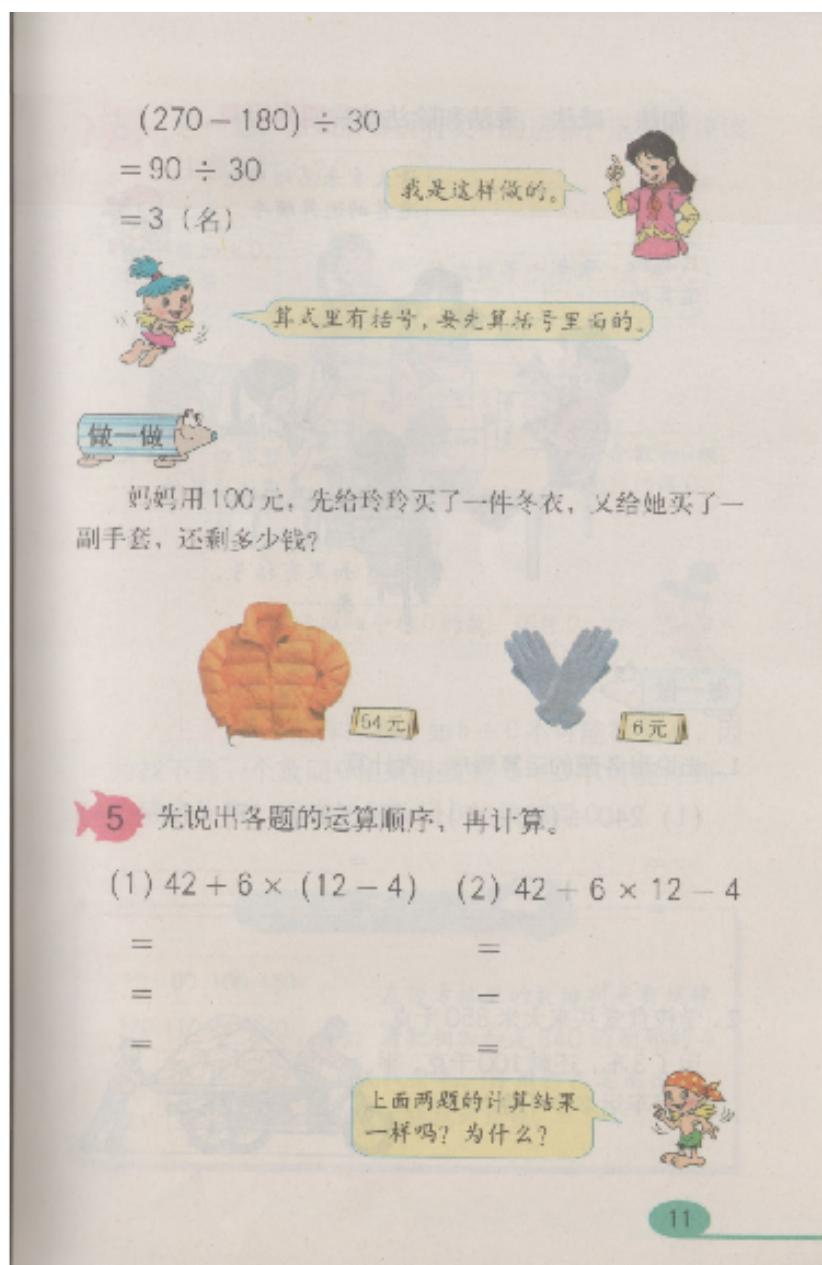 (270－180) ÷ 30
＝90 ÷ 30
＝3（名）
我是这样做的。
算式里有括号，要先算括号里面的。
做一做
妈妈用100元，先给玲玲买了一件冬衣，又给她买了一
副手套，还剩多少钱？
54元
6元
5 先说出各题的运算顺序，再计算。
(1) 42＋6×（12－4） (2) 42＋6×12－4
＝ ＝
＝ ＝
＝ ＝
上面两题的计算结果
一样吗？为什么？
11